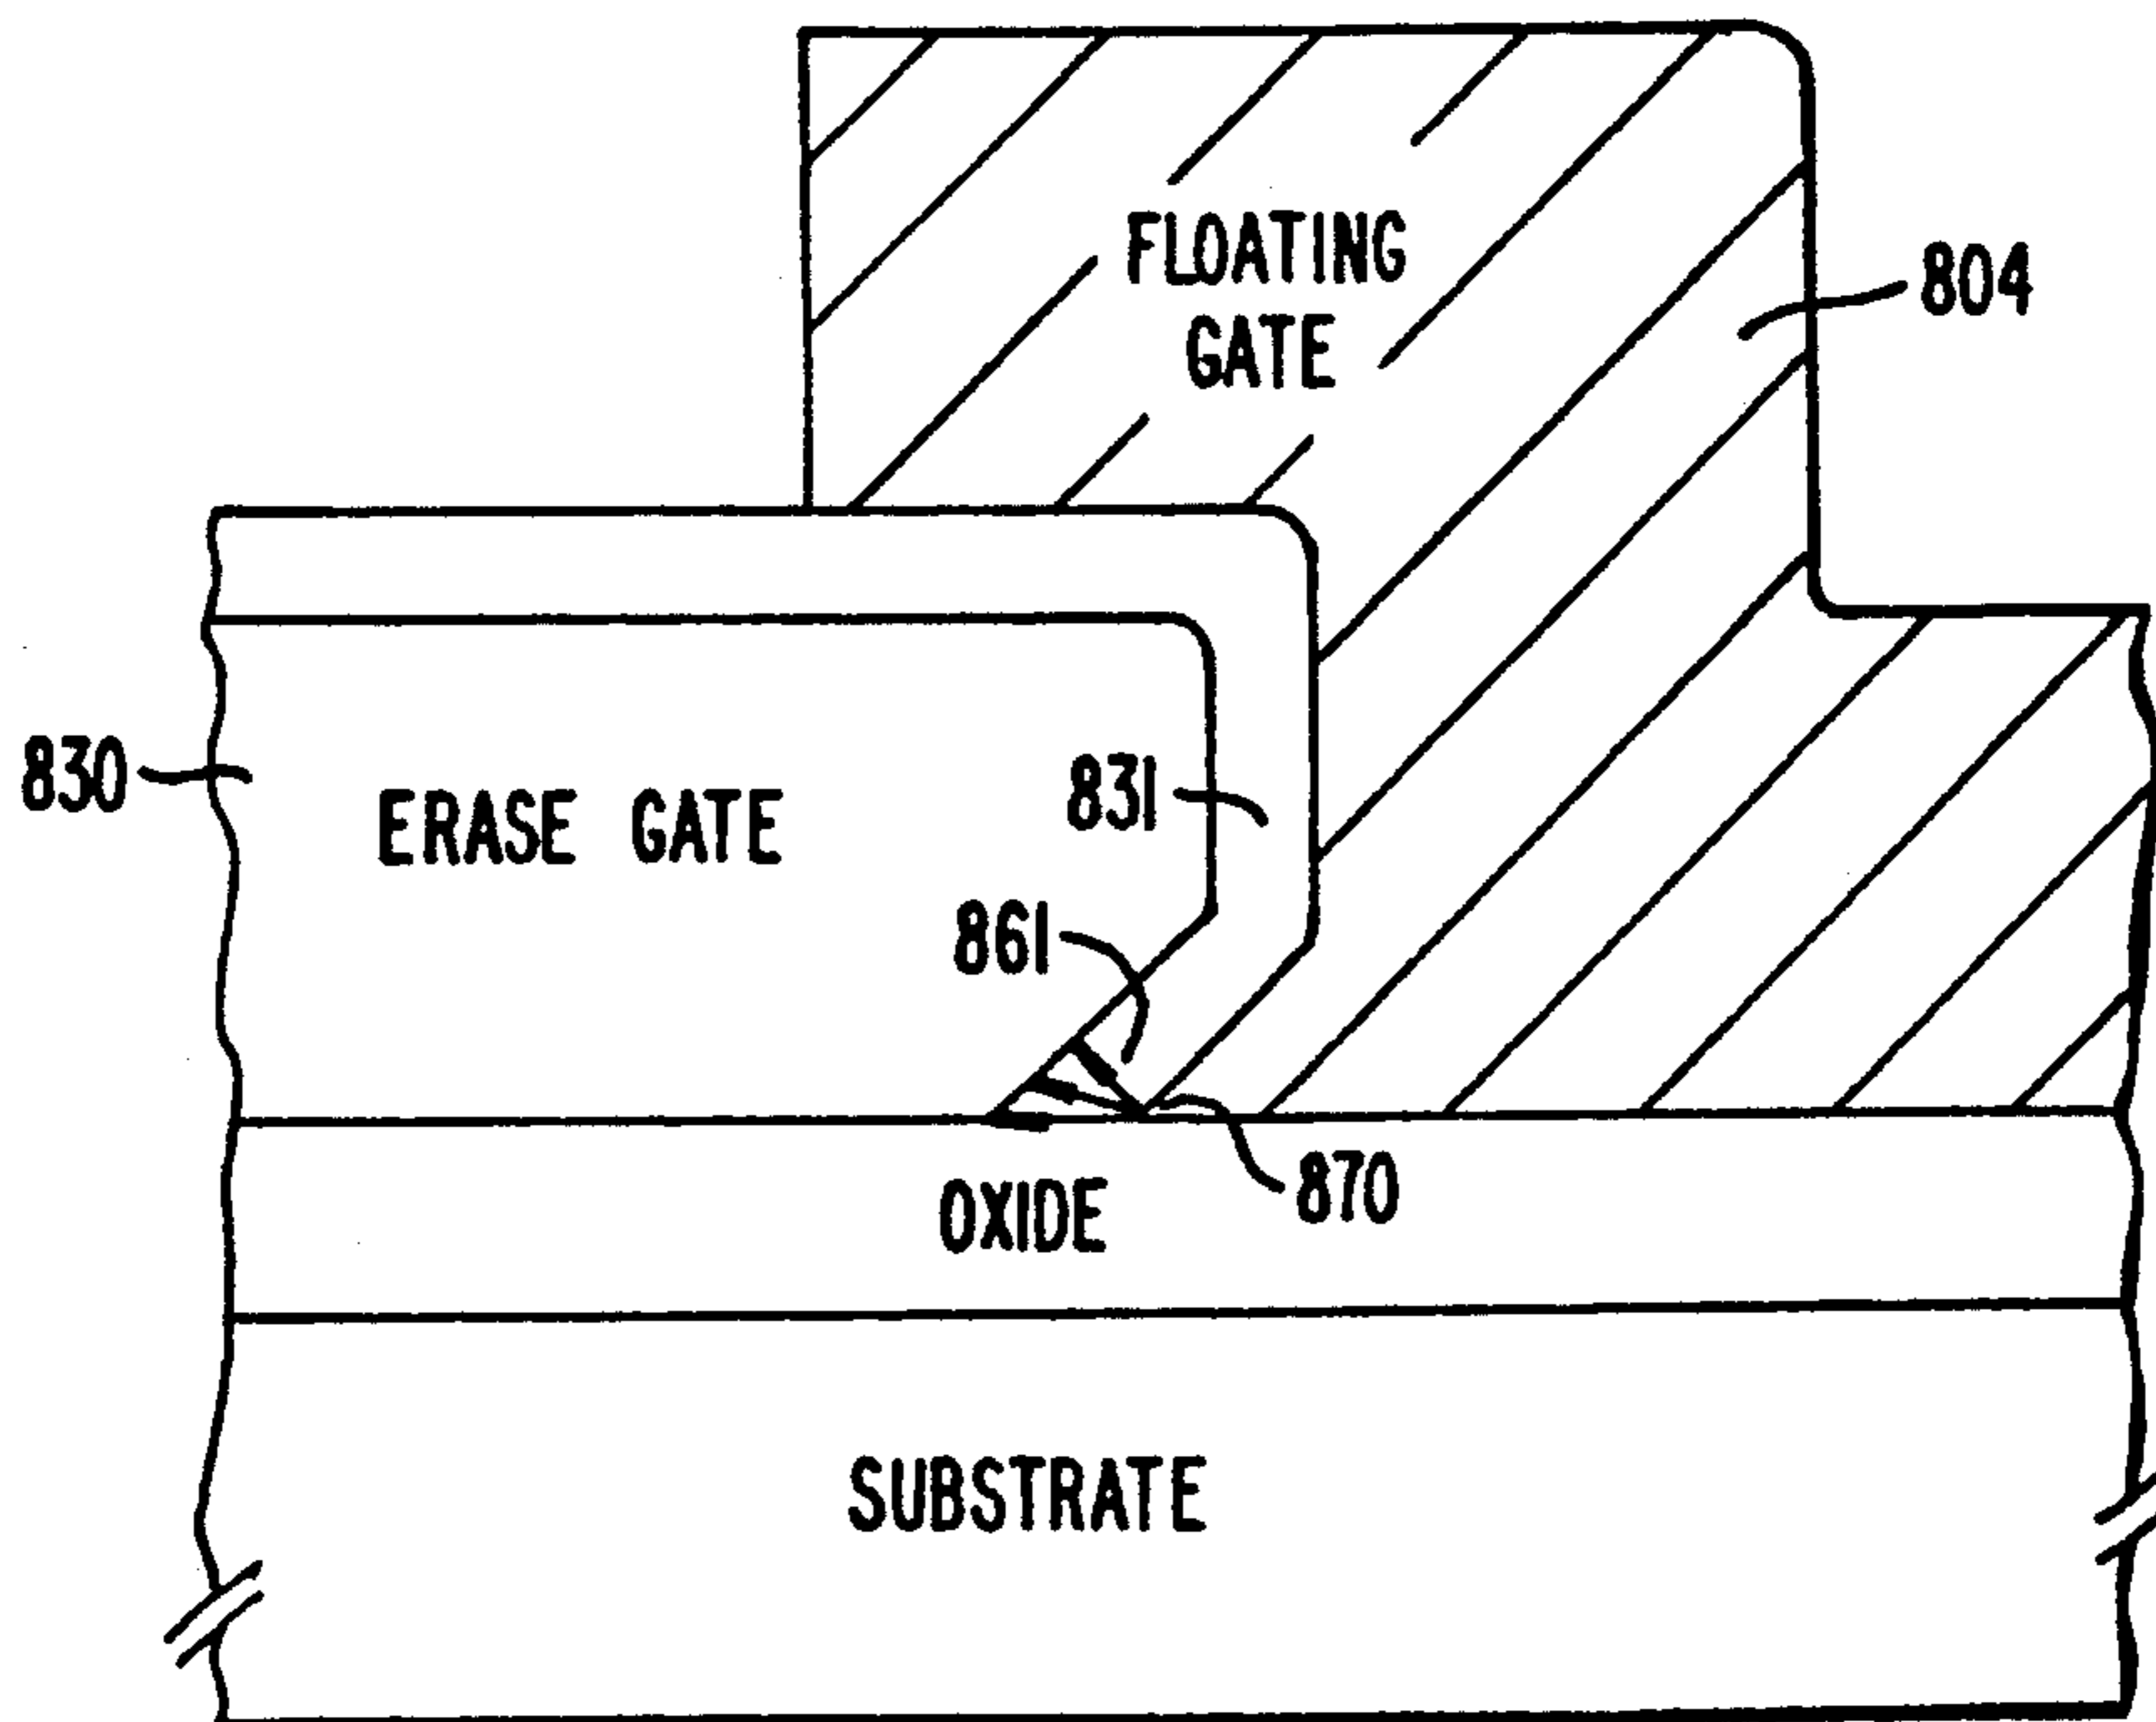 FLOATING
GATE
804
830
ERASE GATE
831
861
870
OXIDE
SUBSTRATE